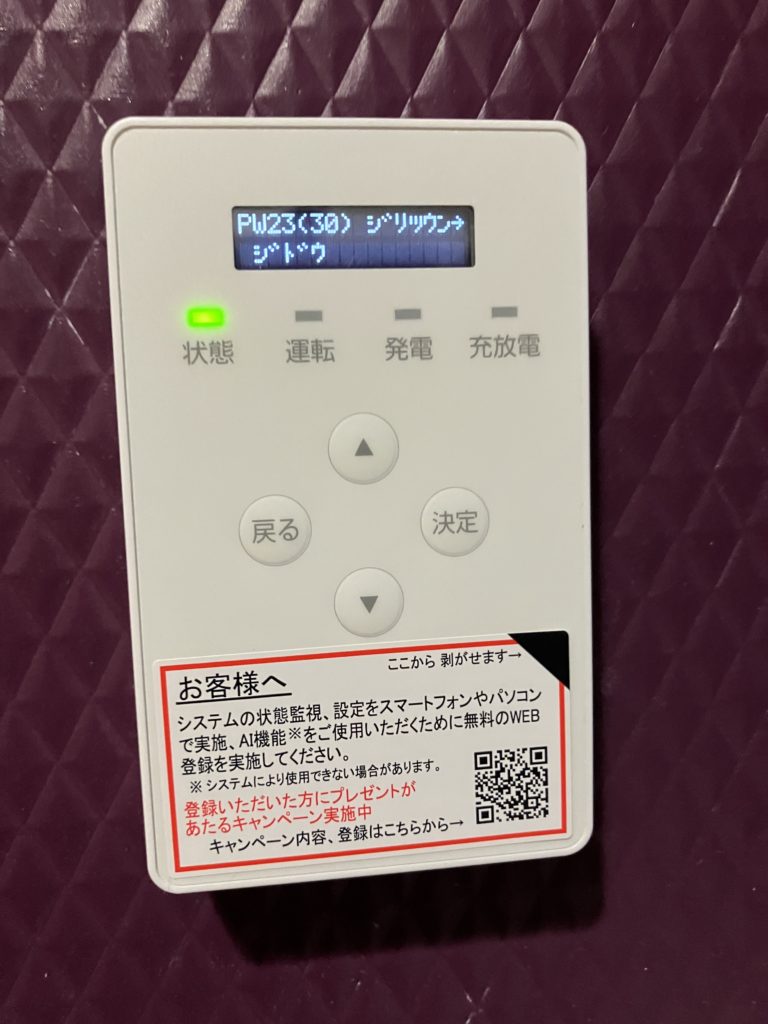 PW23(30) ｼﾞﾘﾂｳﾝ→
ｼﾞﾄﾞｳ
状態 運転 発電 充放電
▲
戻る 決定
▼
ここから 剥がせます→
お客様へ
システムの状態監視、設定をスマートフォンやパソコン
で実施、AI機能※をご使用いただくために無料のWEB
登録を実施してください。
※ システムにより使用できない場合があります。
登録いただいた方にプレゼントが
あたるキャンペーン実施中
キャンペーン内容、登録はこちらから→